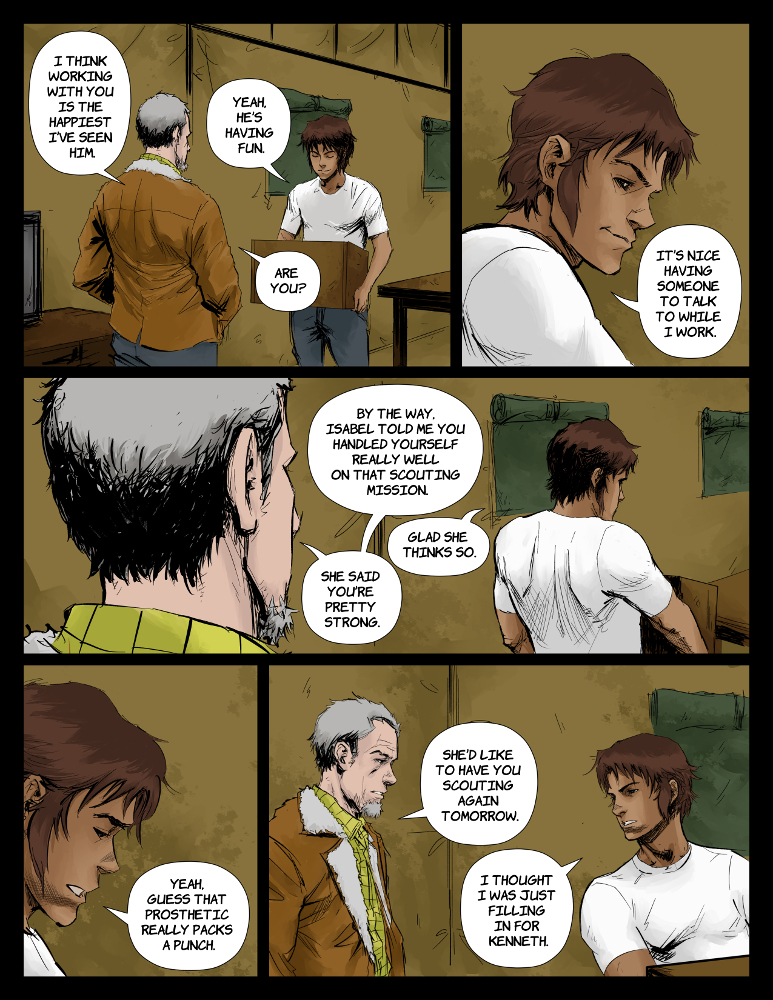 I THINK
WORKING
WITH YOU
IS THE
HAPPIEST
I'VE SEEN
HIM.
YEAH,
HE'S
HAVING
FUN.
ARE
YOU?
IT'S NICE
HAVING
SOMEONE
TO TALK
TO WHILE
I WORK.
BY THE WAY,
ISABEL TOLD ME YOU
HANDLED YOURSELF
REALLY WELL
ON THAT SCOUTING
MISSION.
GLAD SHE
THINKS SO.
SHE SAID
YOU'RE
PRETTY
STRONG.
YEAH,
GUESS THAT
PROSTHETIC
REALLY PACKS
A PUNCH.
SHE'D LIKE
TO HAVE YOU
SCOUTING
AGAIN
TOMORROW.
I THOUGHT
I WAS JUST
FILLING
IN FOR
KENNETH.